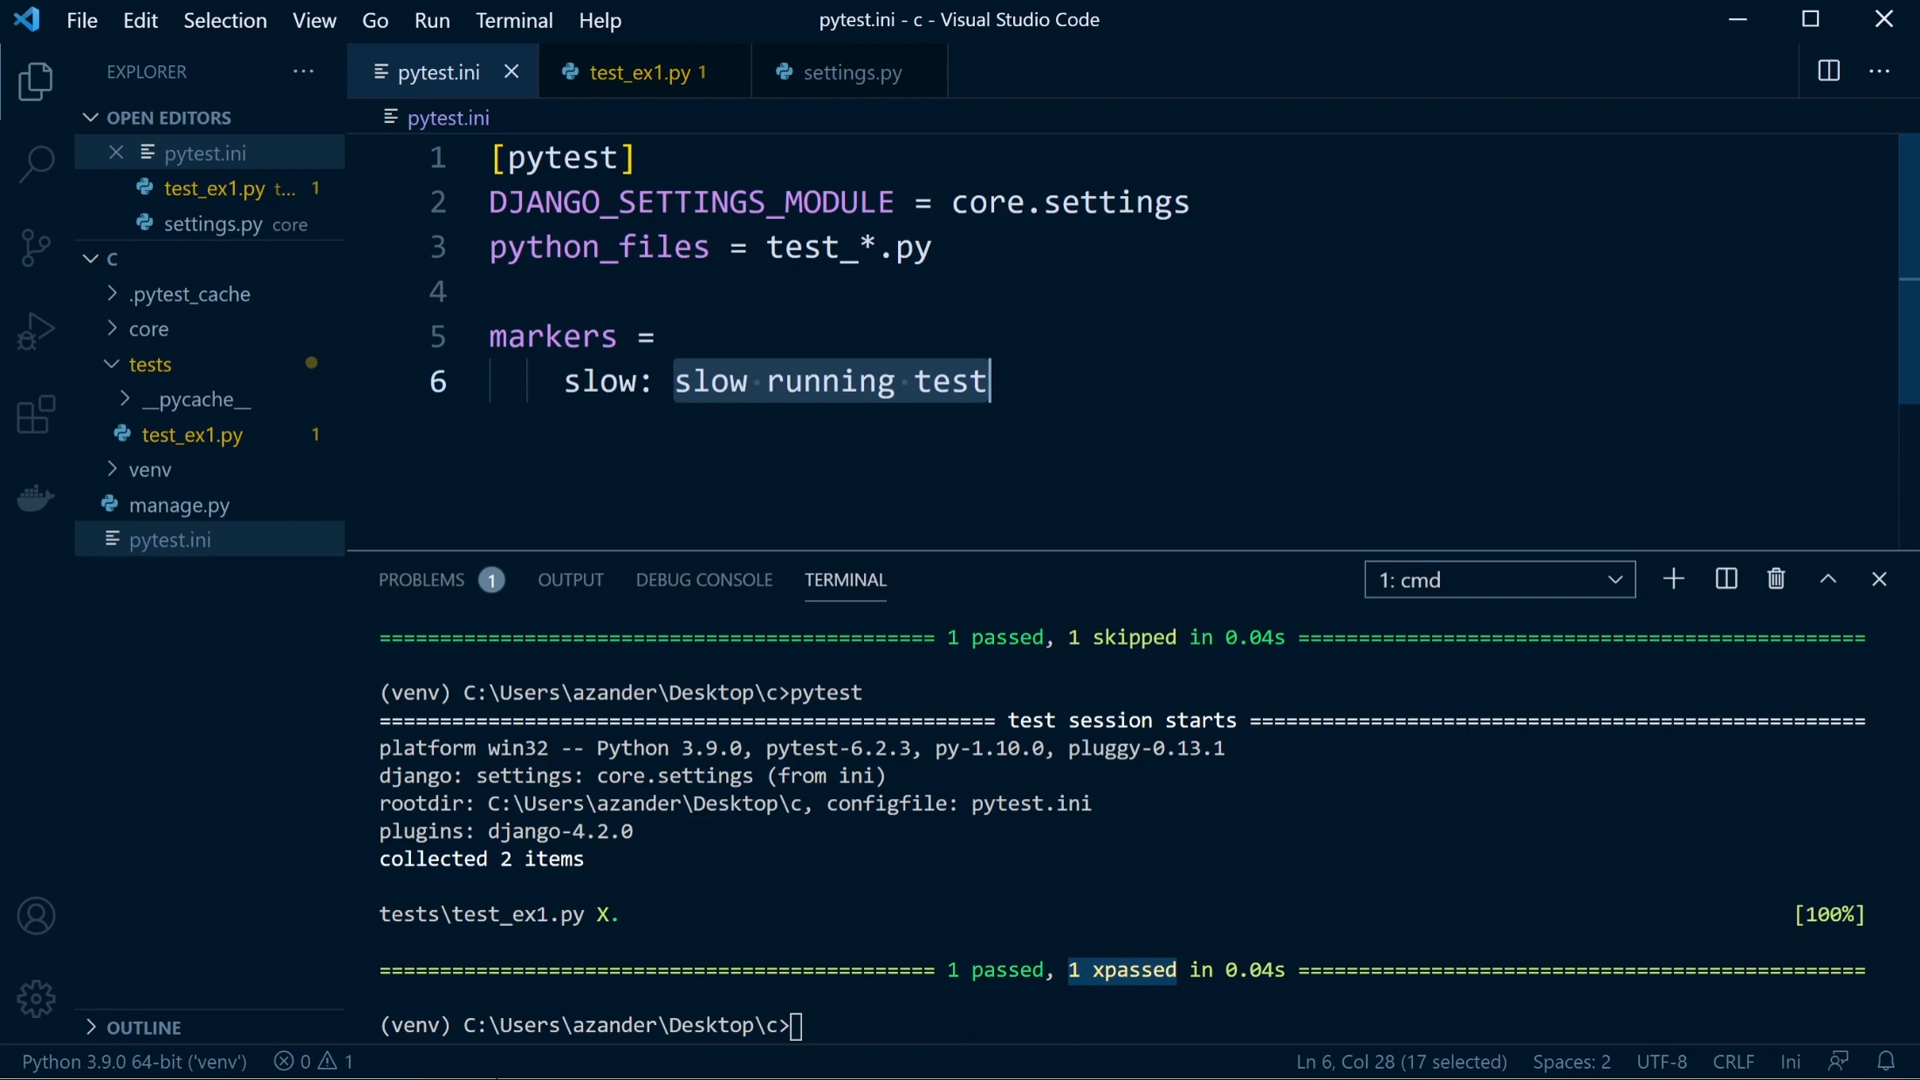 File Edit Selection View Go Run Terminal Help
pytest.ini - c - Visual Studio Code
EXPLORER
OPEN EDITORS
pytest.ini
test_ex1.py t... 1
settings.py core
C
.pytest_cache
core
tests
__pycache__
test_ex1.py 1
venv
manage.py
pytest.ini
OUTLINE
pytest.ini
test_ex1.py 1
settings.py
pytest.ini
1 [pytest]
2 DJANGO_SETTINGS_MODULE = core.settings
3 python_files = test_*.py
4
5 markers =
6 slow: slow running test
PROBLEMS 1 OUTPUT DEBUG CONSOLE TERMINAL
1: cmd
============================================== 1 passed, 1 skipped in 0.04s ===============================================
(venv) C:\Users\azander\Desktop\c>pytest
=================================================== test session starts ===================================================
platform win32 -- Python 3.9.0, pytest-6.2.3, py-1.10.0, pluggy-0.13.1
django: settings: core.settings (from ini)
rootdir: C:\Users\azander\Desktop\c, configfile: pytest.ini
plugins: django-4.2.0
collected 2 items
tests\test_ex1.py X. [100%]
============================================== 1 passed, 1 xpassed in 0.04s ===============================================
(venv) C:\Users\azander\Desktop\c>
Python 3.9.0 64-bit ('venv') 0 1
Ln 6, Col 28 (17 selected) Spaces: 2 UTF-8 CRLF Ini